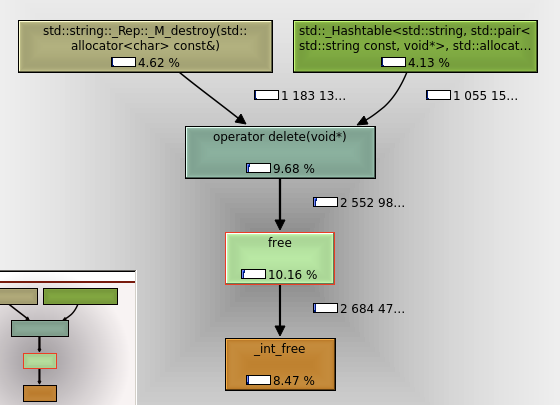 std::string::_Rep::_M_destroy(std::
allocator<char> const&)
4.62 %
std::_Hashtable<std::string, std::pair<
std::string const, void*>, std::allocat...
4.13 %
1 183 13...
1 055 15...
operator delete(void*)
9.68 %
2 552 98...
free
10.16 %
2 684 47...
_int_free
8.47 %